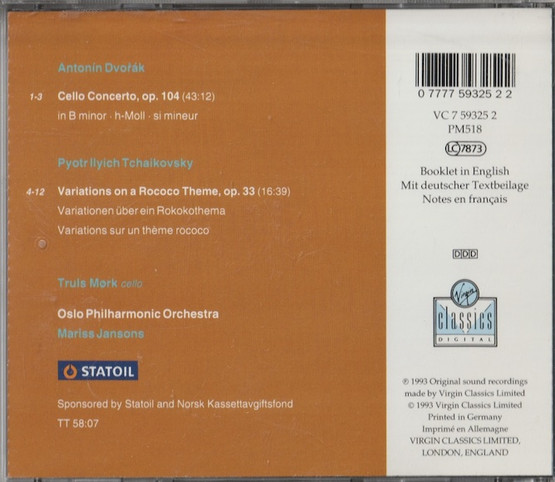 Antonín Dvořák
1-3 Cello Concerto, op. 104 (43:12)
in B minor · h-Moll · si mineur
Pyotr Ilyich Tchaikovsky
4-12 Variations on a Rococo Theme, op. 33 (16:39)
Variationen über ein Rokokothema
Variations sur un thème rococo
Truls Mørk cello
Oslo Philharmonic Orchestra
Mariss Jansons
STATOIL
Sponsored by Statoil and Norsk Kassettavgiftsfond
TT 58:07
0 7777 59325 2 2
VC 7 59325 2
PM518
LC 7873
Booklet in English
Mit deutscher Textbeilage
Notes en français
DDD
Virgin
classics
DIGITAL
℗ 1993 Original sound recordings
made by Virgin Classics Limited
© 1993 Virgin Classics Limited
Printed in Germany
Imprimé en Allemagne
VIRGIN CLASSICS LIMITED,
LONDON, ENGLAND